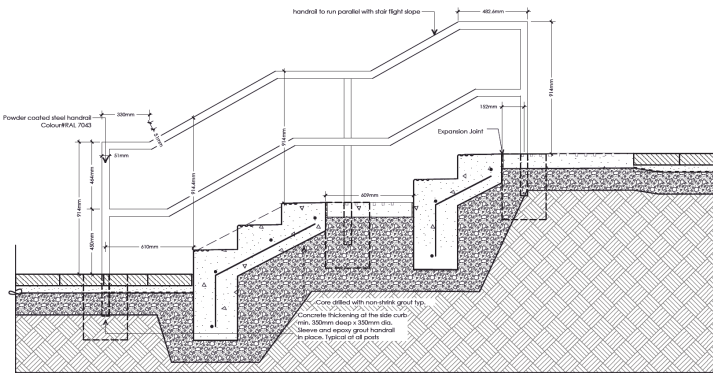 handrail to run parallel with stair flight slope
482.6mm
Powder coated steel handrail
Colour#RAL 7043
330mm
51mm
51mm
914mm
914mm
152mm
Expansion Joint
464mm
914mm
914.4mm
450mm
610mm
609mm
Core drilled with non-shrink grout typ.
Concrete thickening at the side curb
min. 350mm deep x 350mm dia.
Sleeve and epoxy grout handrail
in place. Typical at all posts